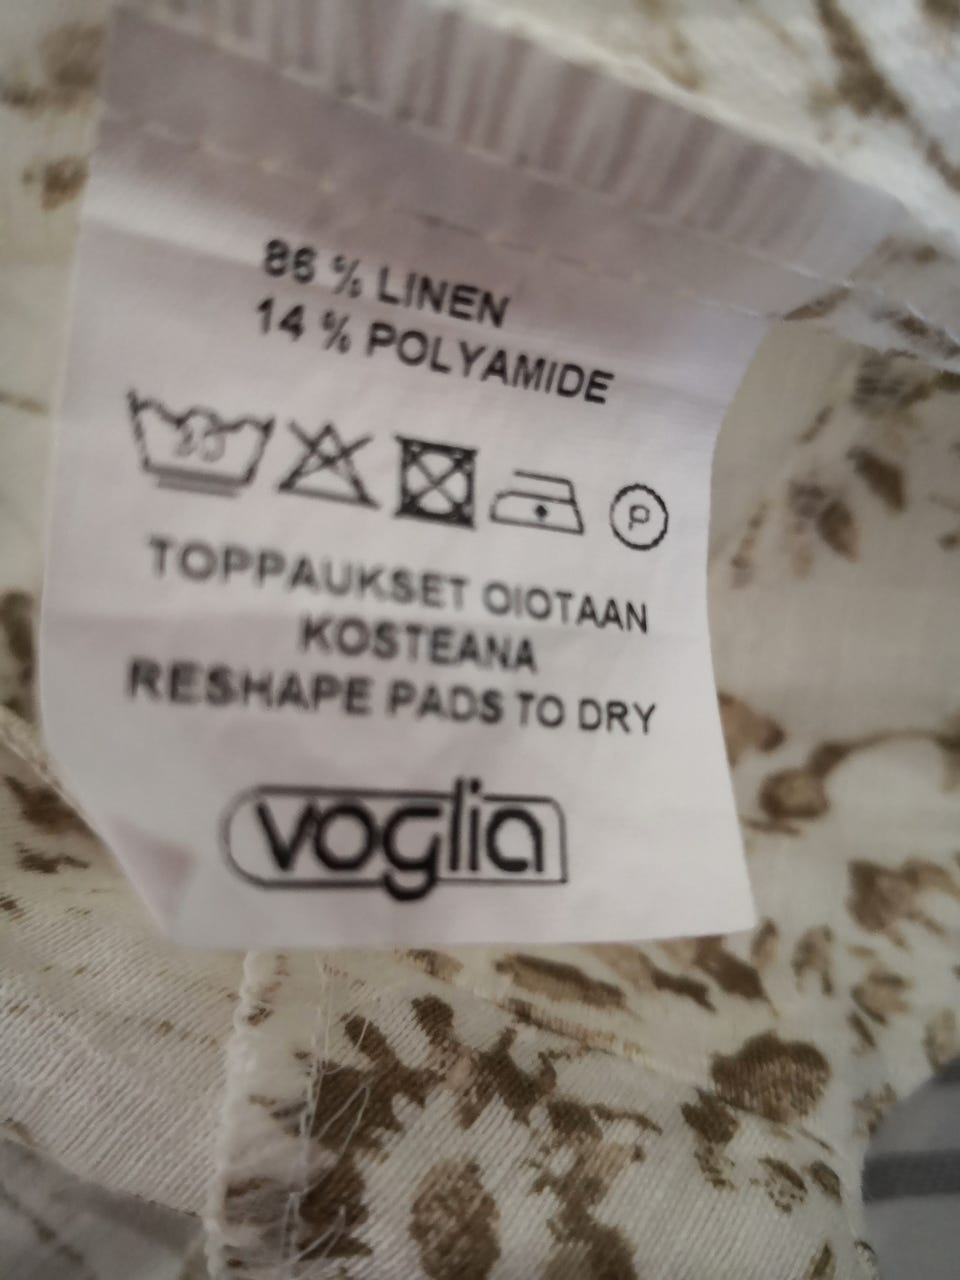 86 % LINEN
14 % POLYAMIDE
P
TOPPAUKSET OIOTAAN
KOSTEANA
RESHAPE PADS TO DRY
voglia